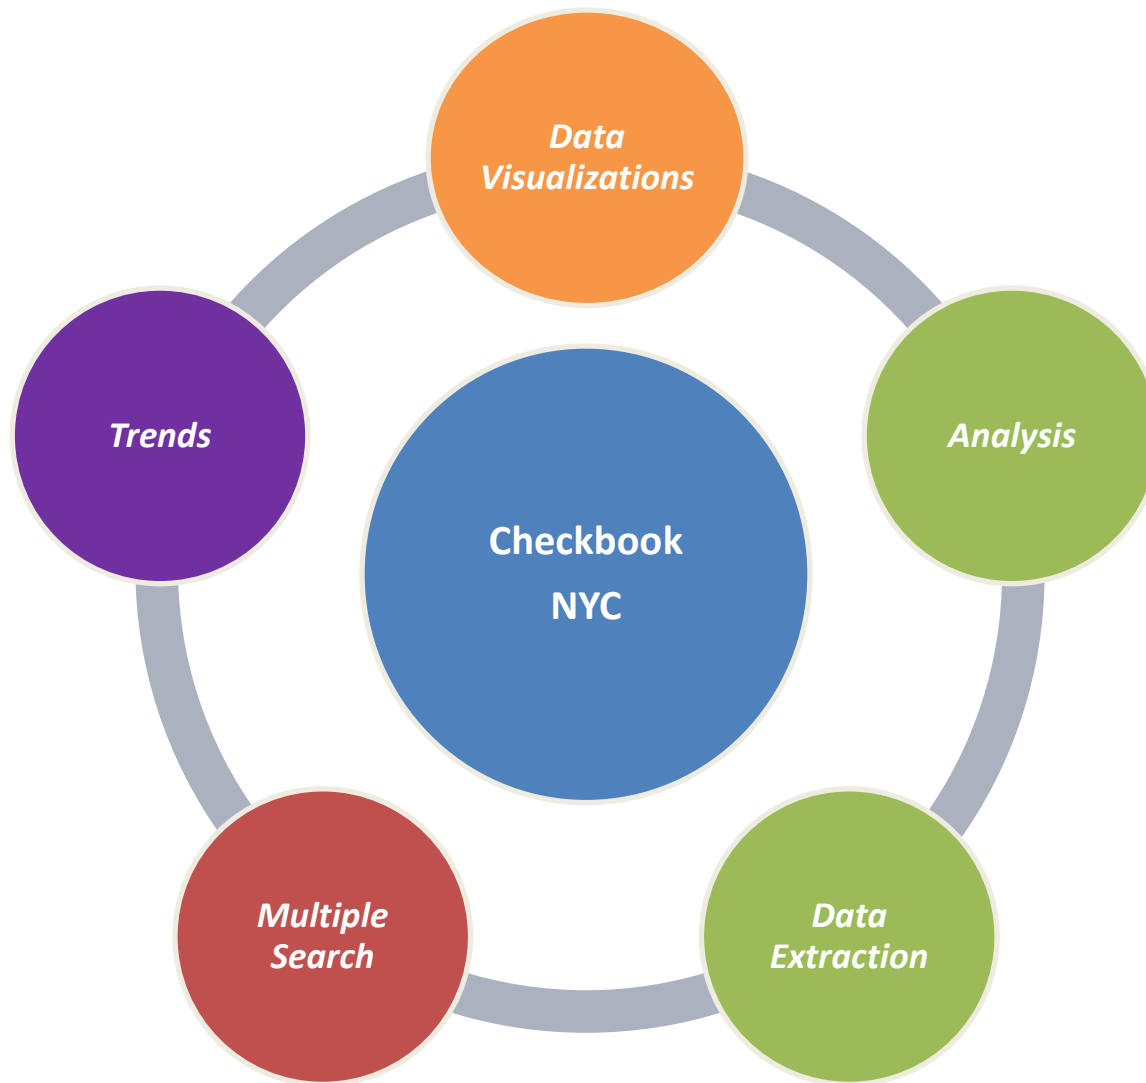 Data
Visualizations
Trends
Analysis
Checkbook
NYC
Multiple
Search
Data
Extraction